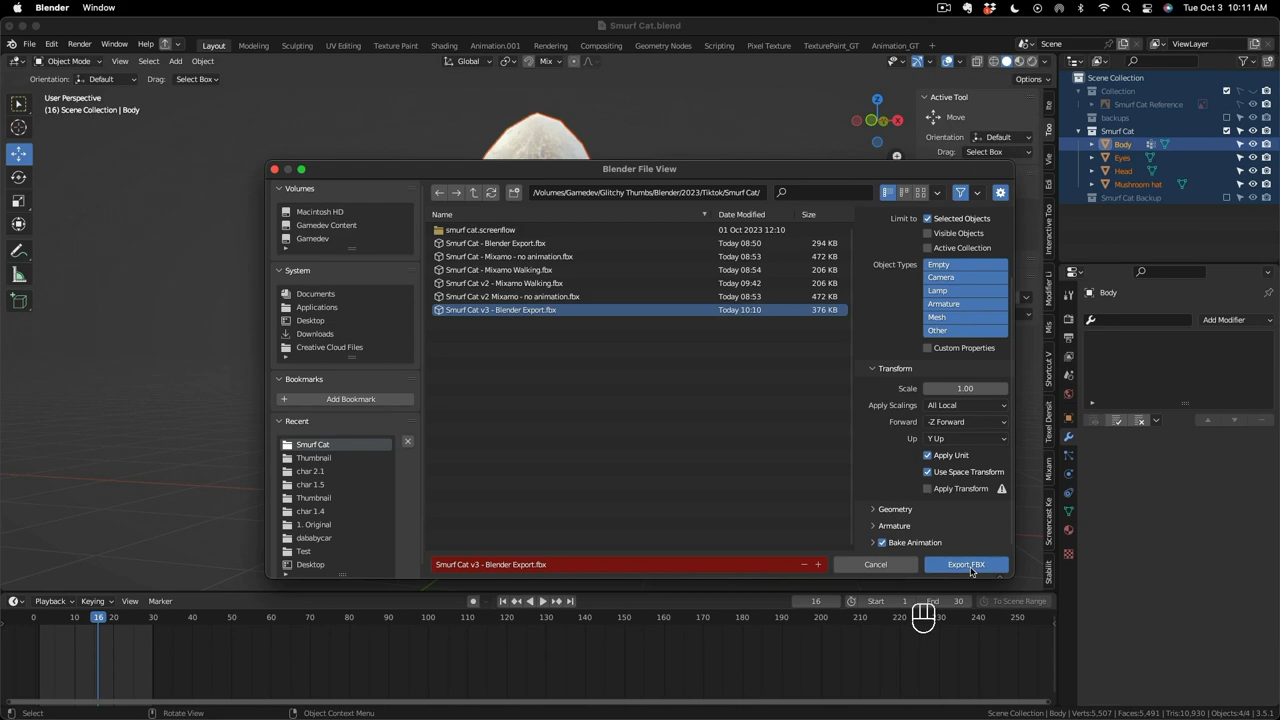 Blender Window Tue Oct 3 10:11 AM
Smurf Cat.blend
File Edit Render Window Help Layout Modeling Sculpting UV Editing Texture Paint Shading Animation.001 Rendering Compositing Geometry Nodes Scripting Pixel Texture TexturePaint_GT Animation_GT + Scene ViewLayer
Object Mode View Select Add Object Global Mix
Orientation: Default Drag: Select Box Options
User Perspective
(16) Scene Collection | Body
Z
X
Active Tool
Move
Orientation Default
Drag: Select Box
Ite
Too
Vie
Edi
Interactive Tool
Modifier Li
Mis
Shortcut V
Texel Densit
Mixam
Screencast Ke
Stabilit
Scene Collection
Collection
Smurf Cat Reference
backups
Smurf Cat
Body
Eyes
Head
Mushroom hat
Smurf Cat Backup
Body
Add Modifier
Blender File View
Volumes
Macintosh HD
Gamedev Content
Gamedev
System
Applications
Documents
Desktop
Downloads
Creative Cloud Files
Bookmarks
Add Bookmark
Recent
Smurf Cat
Thumbnail
char 2.1
char 1.5
Thumbnail
char 1.4
1. Original
dababycar
Test
Desktop
/Volumes/Gamedev/Glitchy Thumbs/Blender/2023/Tiktok/Smurf Cat/
Name Date Modified Size
smurf cat.screenflow 01 Oct 2023 12:10
Smurf Cat - Blender Export.fbx Today 08:50 294 KB
Smurf Cat - Mixamo - no animation.fbx Today 08:53 472 KB
Smurf Cat - Mixamo Walking.fbx Today 08:54 206 KB
Smurf Cat v2 - Mixamo Walking.fbx Today 09:42 206 KB
Smurf Cat v2 Mixamo - no animation.fbx Today 08:53 472 KB
Smurf Cat v3 - Blender Export.fbx Today 10:10 376 KB
Limit to Selected Objects
Visible Objects
Active Collection
Object Types Empty
Camera
Lamp
Armature
Mesh
Other
Custom Properties
Transform
Scale 1.00
Apply Scalings All Local
Forward -Z Forward
Up Y Up
Apply Unit
Use Space Transform
Apply Transform
Geometry
Armature
Bake Animation
Smurf Cat v3 - Blender Export.fbx − + Cancel Export FBX
Playback Keying View Marker 16 Start 1 End 30 To Scene Range
0 10 16 20 30 40 50 60 70 80 90 100 110 120 130 140 150 160 170 180 190 200 210 220 230 240 250
Select Rotate View Object Context Menu Scene Collection | Body | Verts:5,507 | Faces:5,491 | Tris:10,930 | Objects:4/4 | 3.5.1